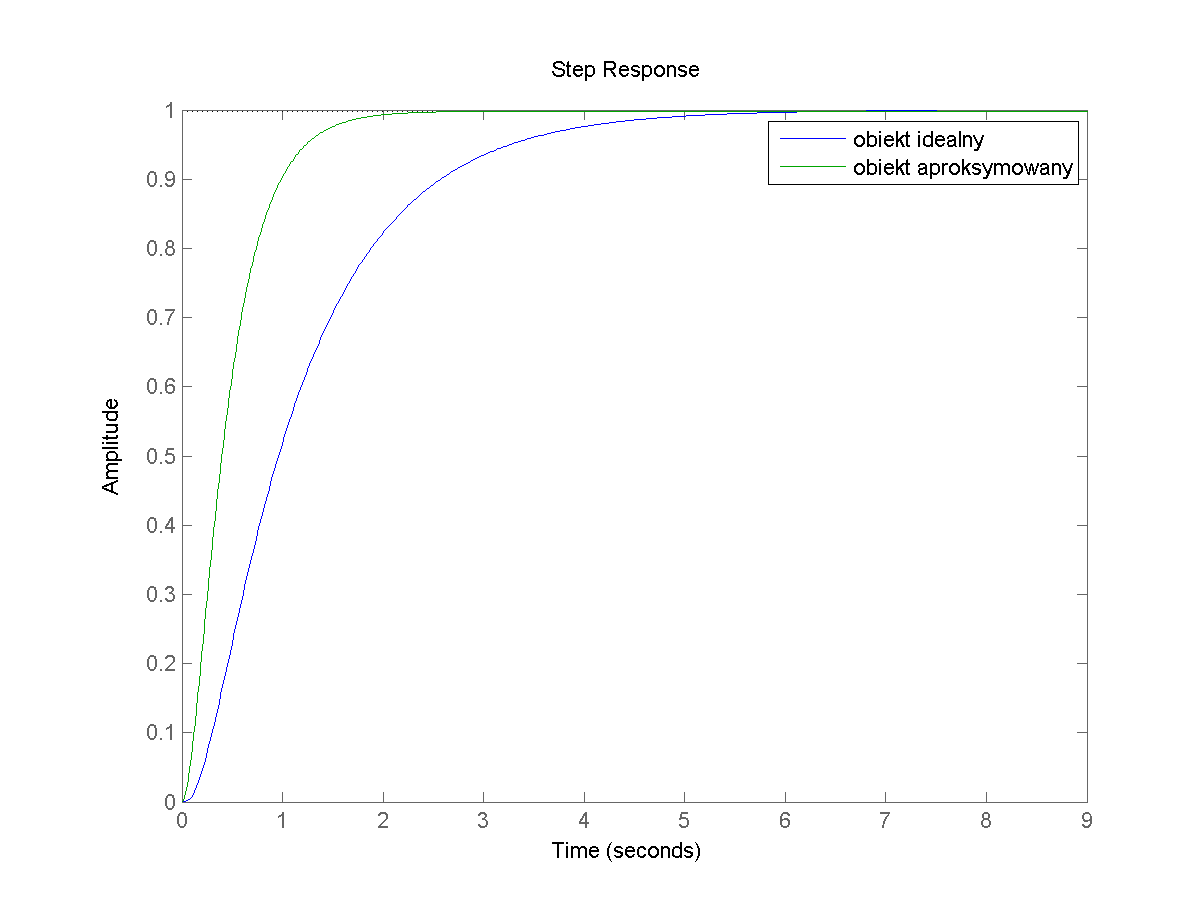 Step Response
obiekt idealny
obiekt aproksymowany
Amplitude
1
0.9
0.8
0.7
0.6
0.5
0.4
0.3
0.2
0.1
0
0 1 2 3 4 5 6 7 8 9
Time (seconds)